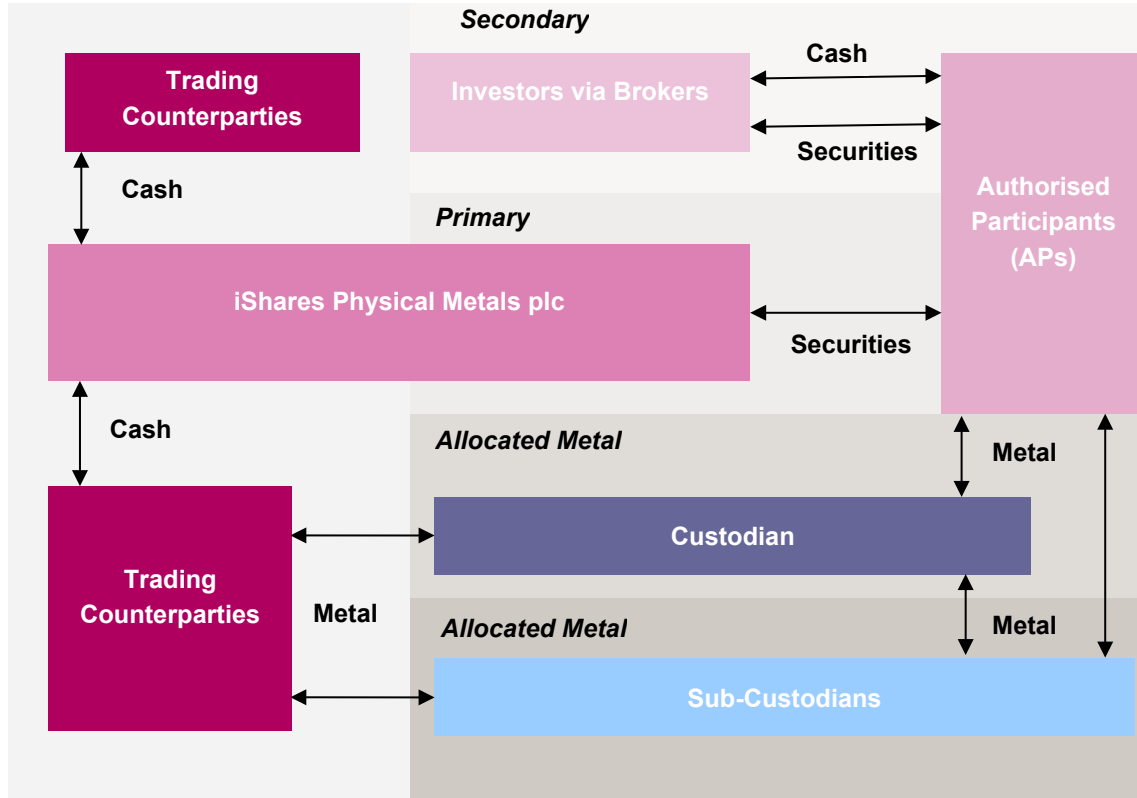 Secondary
Trading
Counterparties
Investors via Brokers
Cash
Securities
Cash
Authorised
Participants
(APs)
Primary
iShares Physical Metals plc
Securities
Cash
Allocated Metal
Metal
Custodian
Trading
Counterparties
Metal
Allocated Metal
Metal
Sub-Custodians